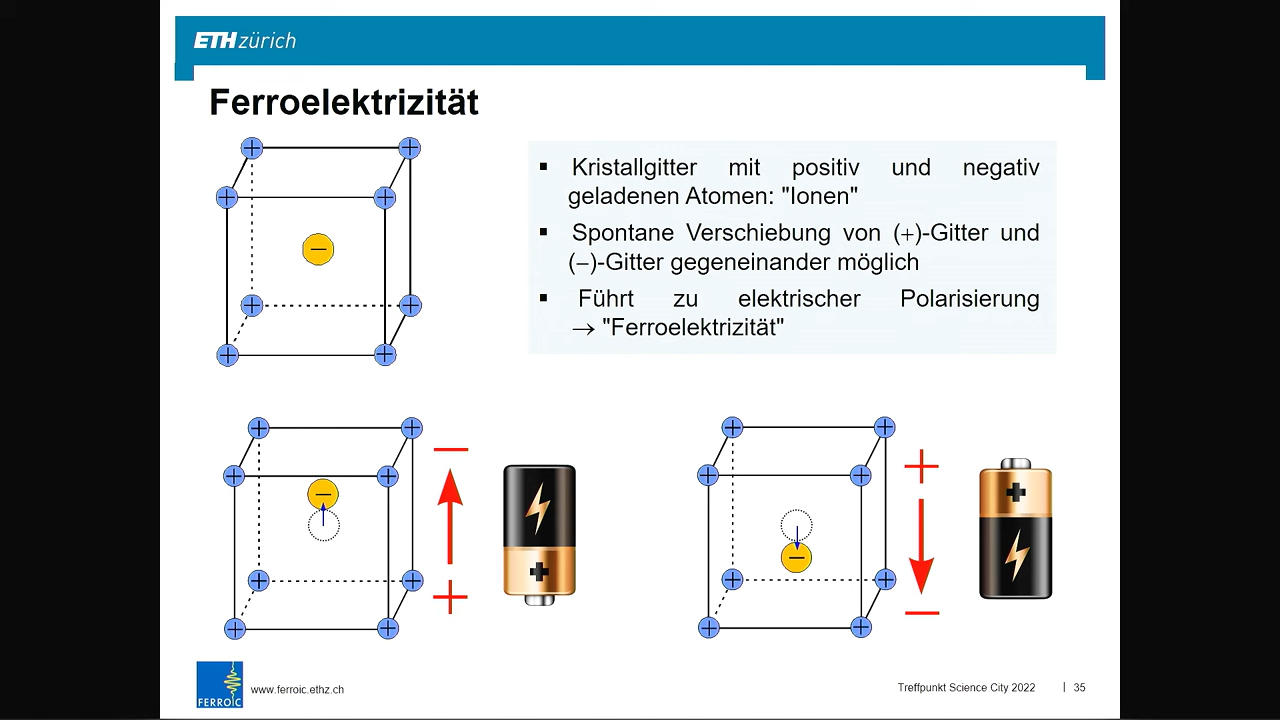 ETH zürich
Ferroelektrizität
▪ Kristallgitter mit positiv und negativ
geladenen Atomen: "Ionen"
▪ Spontane Verschiebung von (+)-Gitter und
(−)-Gitter gegeneinander möglich
▪ Führt zu elektrischer Polarisierung
→ "Ferroelektrizität"
FERROIC
www.ferroic.ethz.ch
Treffpunkt Science City 2022 | 35